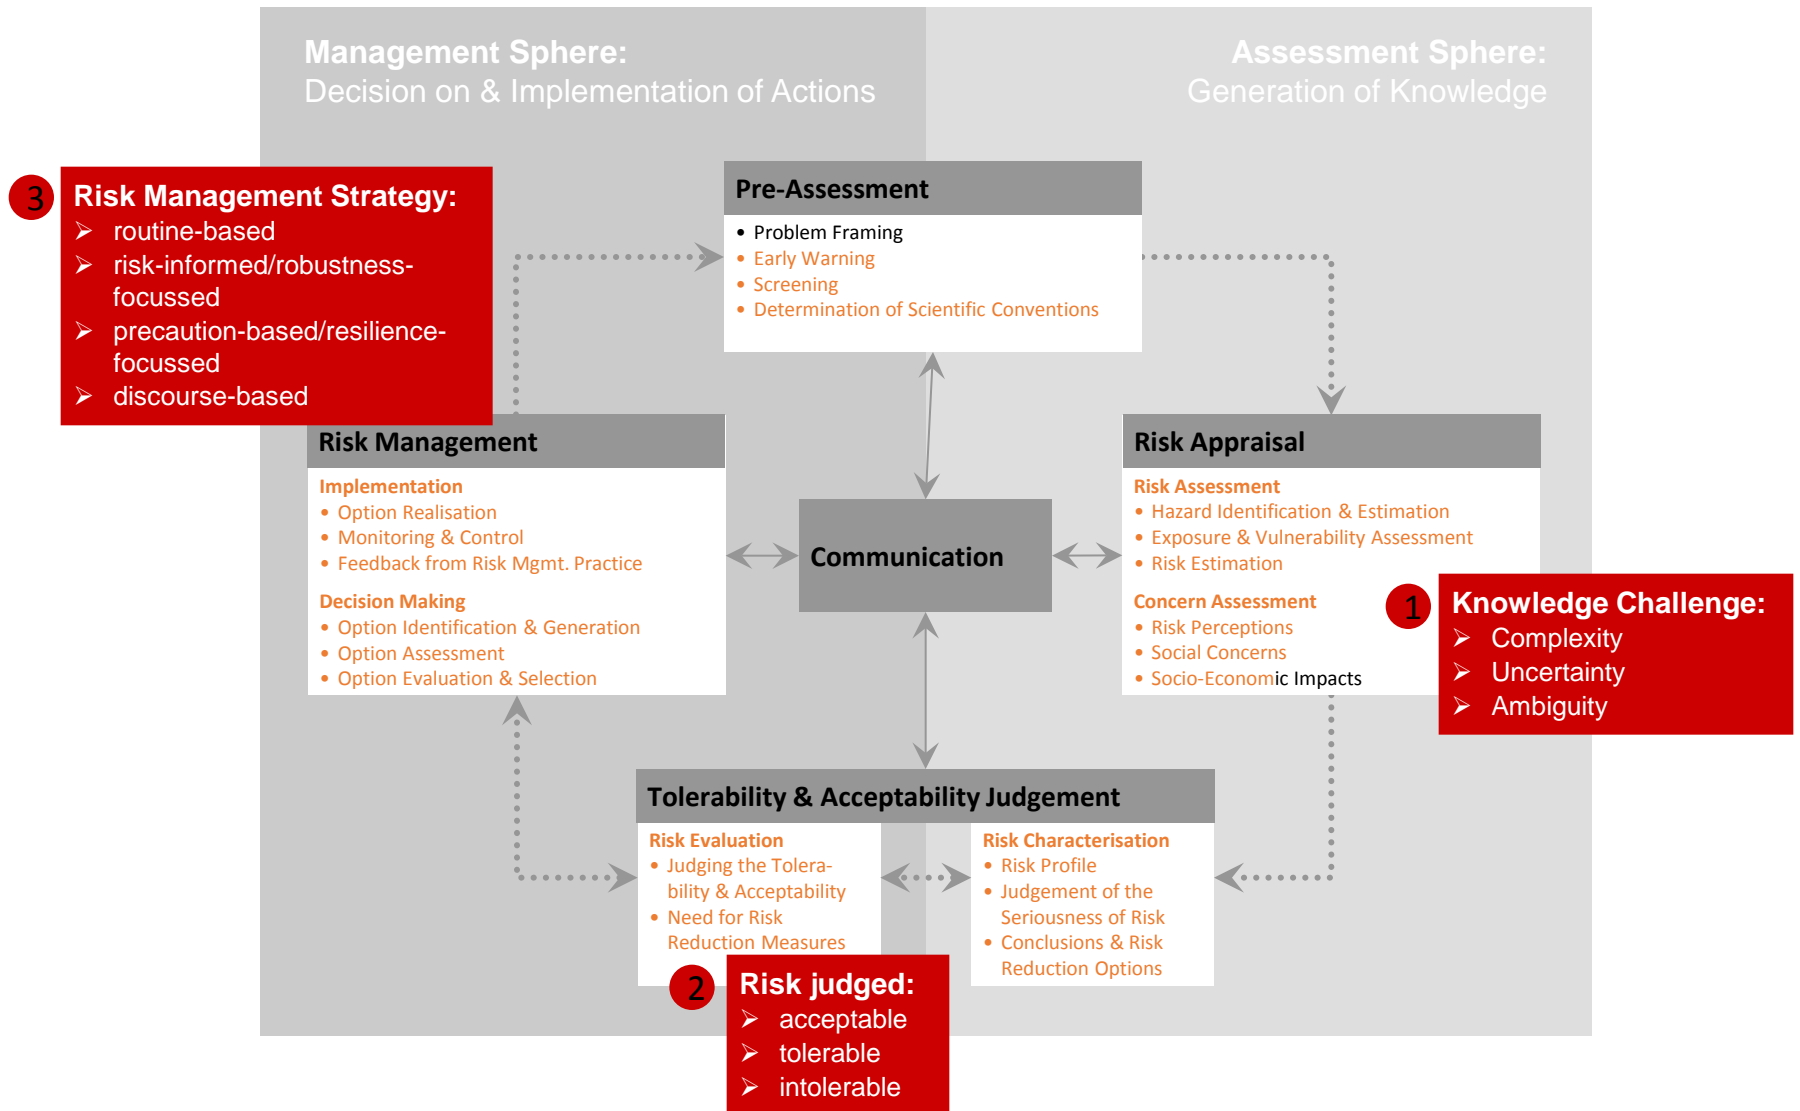 Management Sphere:
Decision on & Implementation of Actions
Assessment Sphere:
Generation of Knowledge
3
Risk Management Strategy:
➢ routine-based
➢ risk-informed/robustness-
focussed
➢ precaution-based/resilience-
focussed
➢ discourse-based
Pre-Assessment
• Problem Framing
• Early Warning
• Screening
• Determination of Scientific Conventions
Risk Management
Implementation
• Option Realisation
• Monitoring & Control
• Feedback from Risk Mgmt. Practice
Decision Making
• Option Identification & Generation
• Option Assessment
• Option Evaluation & Selection
Communication
Risk Appraisal
Risk Assessment
• Hazard Identification & Estimation
• Exposure & Vulnerability Assessment
• Risk Estimation
Concern Assessment
• Risk Perceptions
• Social Concerns
• Socio-Economic Impacts
1
Knowledge Challenge:
➢ Complexity
➢ Uncertainty
➢ Ambiguity
Tolerability & Acceptability Judgement
Risk Evaluation
• Judging the Tolera-
bility & Acceptability
• Need for Risk
Reduction Measures
Risk Characterisation
• Risk Profile
• Judgement of the
Seriousness of Risk
• Conclusions & Risk
Reduction Options
2
Risk judged:
➢ acceptable
➢ tolerable
➢ intolerable